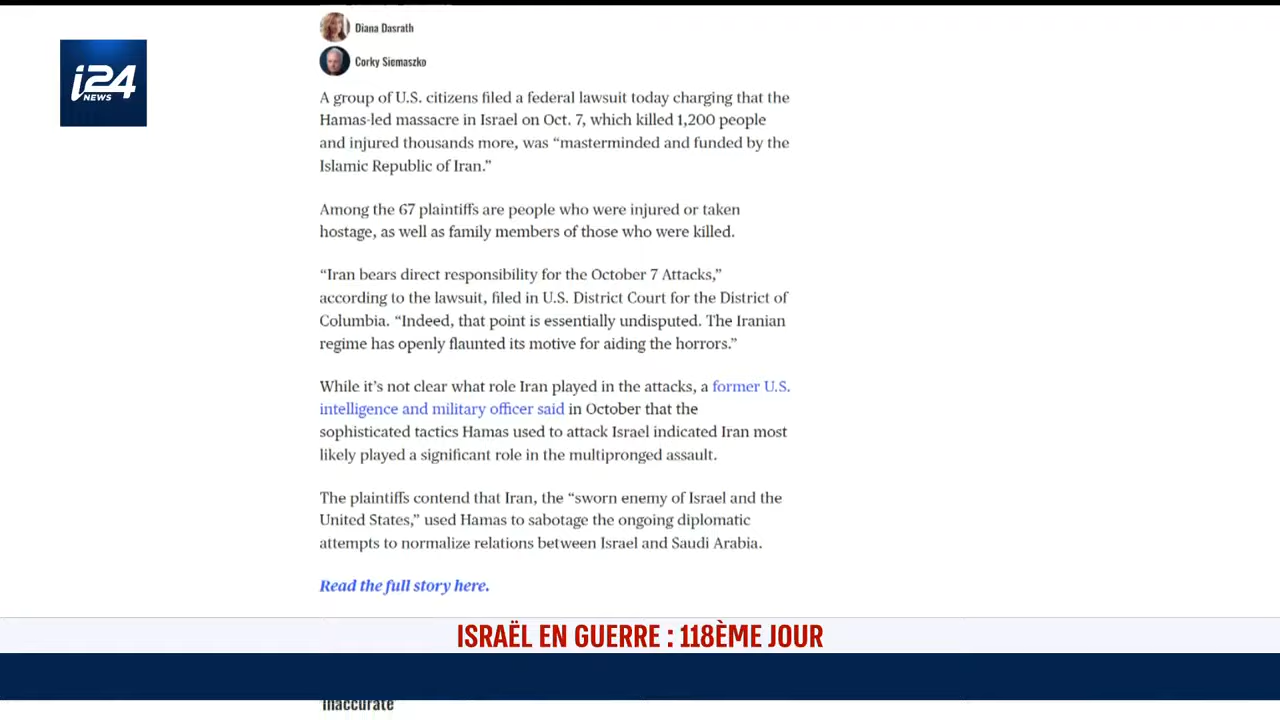 Diana Dasrath
i24
NEWS
Corky Siemaszko
A group of U.S. citizens filed a federal lawsuit today charging that the
Hamas-led massacre in Israel on Oct. 7, which killed 1,200 people
and injured thousands more, was “masterminded and funded by the
Islamic Republic of Iran.”
Among the 67 plaintiffs are people who were injured or taken
hostage, as well as family members of those who were killed.
“Iran bears direct responsibility for the October 7 Attacks,”
according to the lawsuit, filed in U.S. District Court for the District of
Columbia. “Indeed, that point is essentially undisputed. The Iranian
regime has openly flaunted its motive for aiding the horrors.”
While it’s not clear what role Iran played in the attacks, a former U.S.
intelligence and military officer said in October that the
sophisticated tactics Hamas used to attack Israel indicated Iran most
likely played a significant role in the multipronged assault.
The plaintiffs contend that Iran, the “sworn enemy of Israel and the
United States,” used Hamas to sabotage the ongoing diplomatic
attempts to normalize relations between Israel and Saudi Arabia.
Read the full story here.
ISRAËL EN GUERRE : 118ÈME JOUR
inaccurate